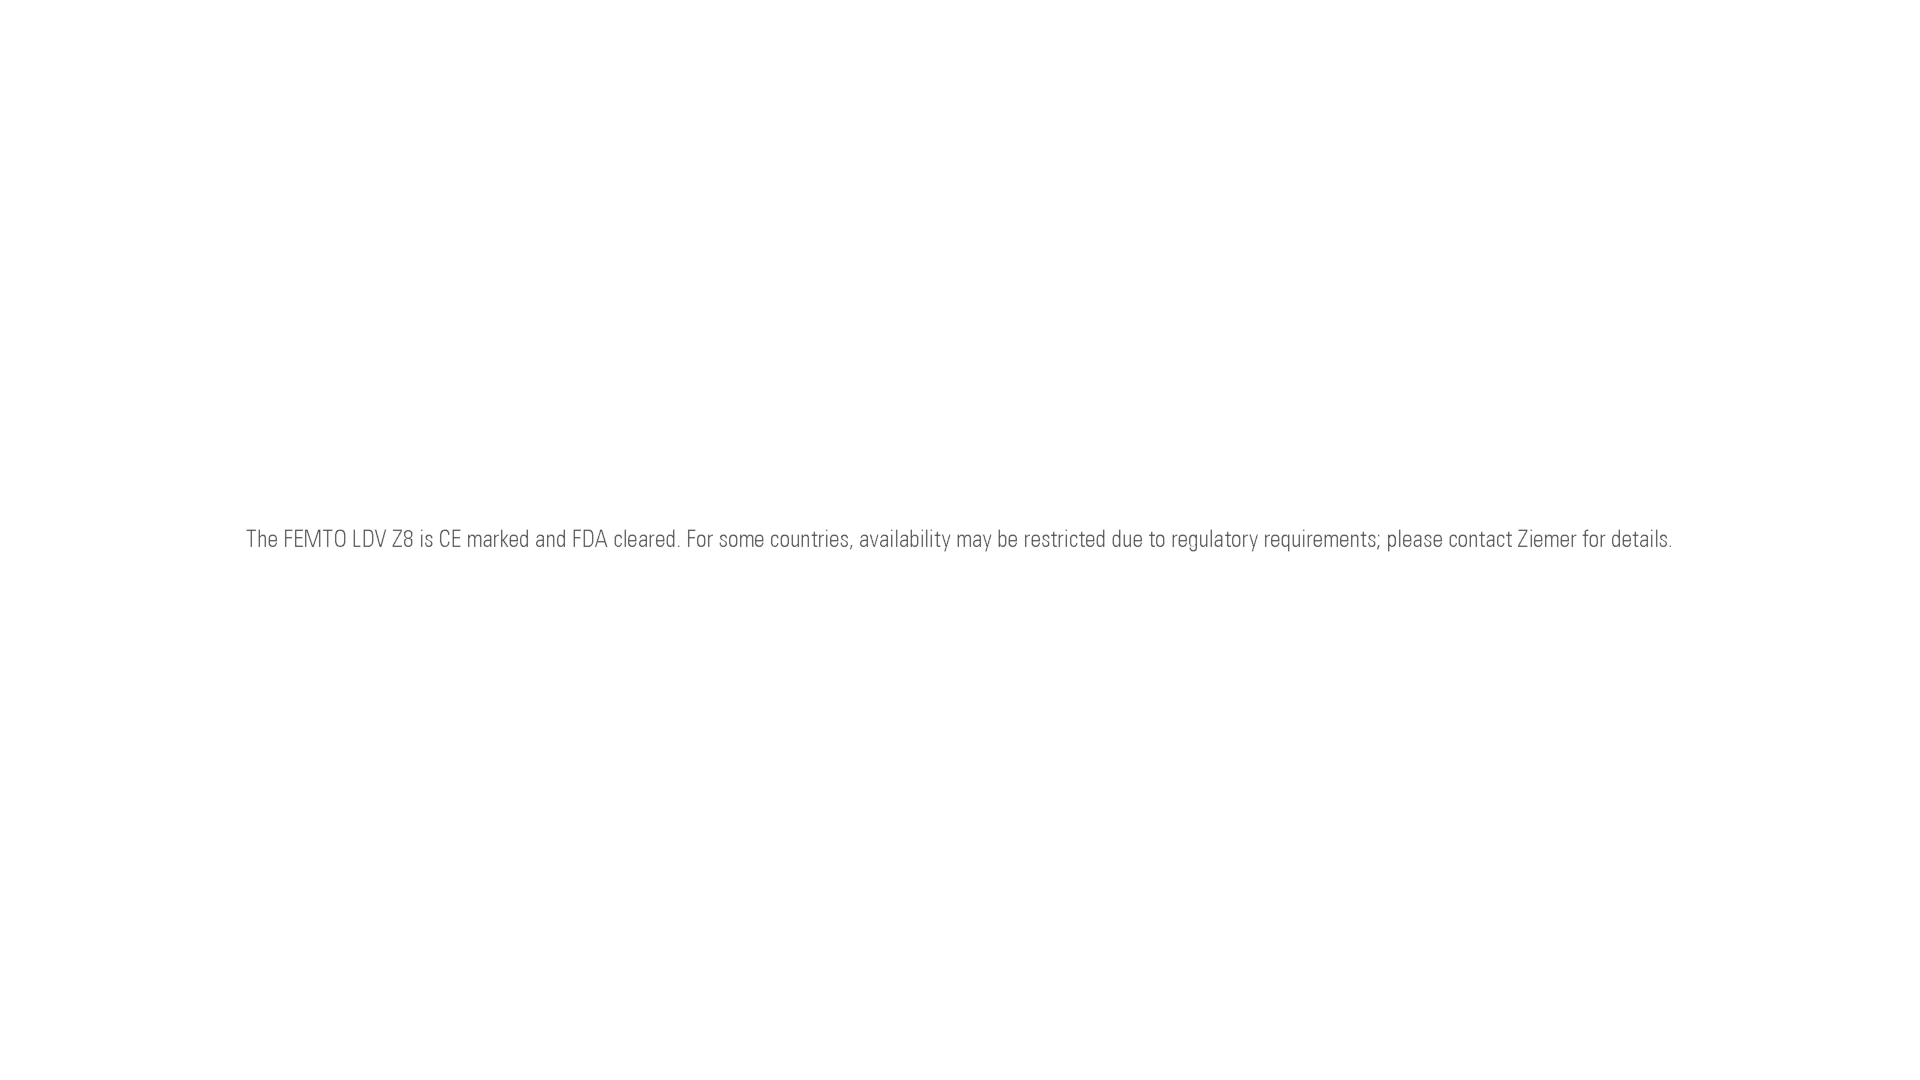 The FEMTO LDV Z8 is CE marked and FDA cleared. For some countries, availability may be restricted due to regulatory requirements; please contact Ziemer for details.